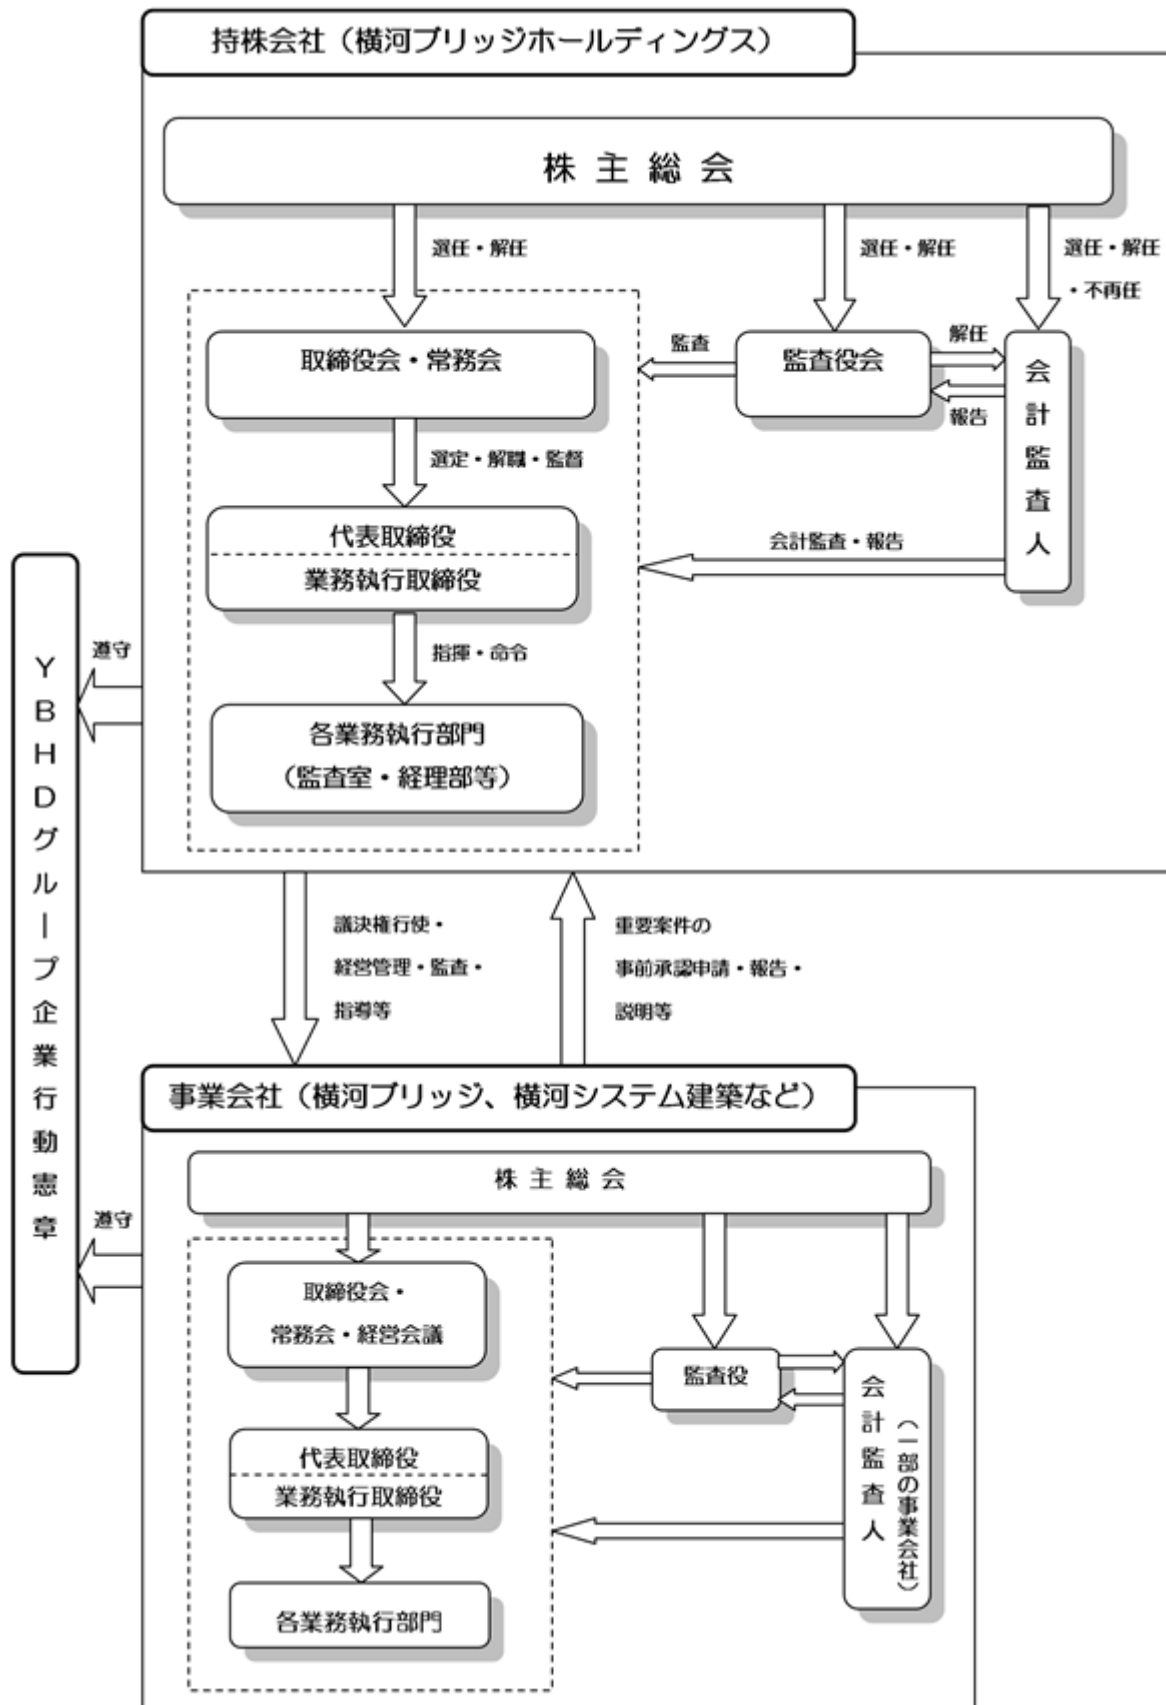 持株会社（横河ブリッジホールディングス）
株主総会
選任・解任
選任・解任
選任・解任
・不再任
取締役会・常務会
監査
監査役会
解任
報告
会計監査人
選定・解職・監督
代表取締役
業務執行取締役
会計監査・報告
指揮・命令
各業務執行部門
（監査室・経理部等）
遵守
YBHDグループ企業行動憲章
議決権行使・
経営管理・監査・
指導等
重要案件の
事前承認申請・報告・
説明等
事業会社（横河ブリッジ、横河システム建築など）
株主総会
遵守
取締役会・
常務会・経営会議
監査役
会計監査人
（一部の事業会社）
代表取締役
業務執行取締役
各業務執行部門